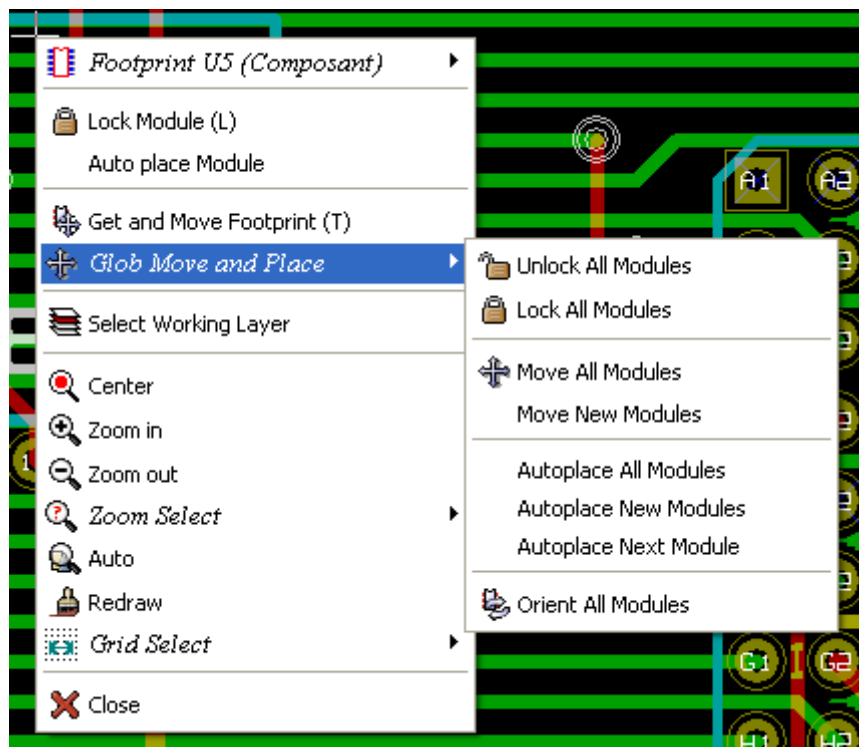 Footprint U5 (Composant)
Lock Module (L)
Auto place Module
Get and Move Footprint (T)
Glob Move and Place
Select Working Layer
Center
Zoom in
Zoom out
Zoom Select
Auto
Redraw
Grid Select
Close
Unlock All Modules
Lock All Modules
Move All Modules
Move New Modules
Autoplace All Modules
Autoplace New Modules
Autoplace Next Module
Orient All Modules
A1 A2
G1 G2
H1 H2
1